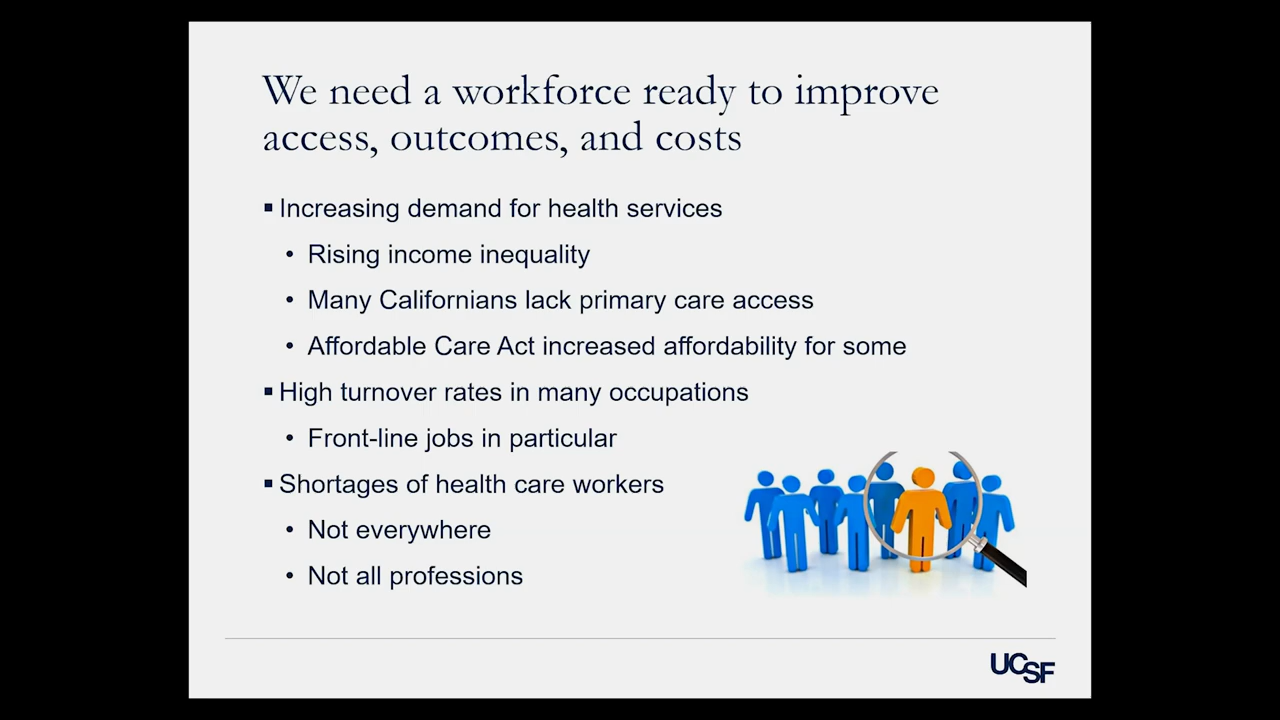 We need a workforce ready to improve
access, outcomes, and costs
▪ Increasing demand for health services
• Rising income inequality
• Many Californians lack primary care access
• Affordable Care Act increased affordability for some
▪ High turnover rates in many occupations
• Front-line jobs in particular
▪ Shortages of health care workers
• Not everywhere
• Not all professions
UCSF